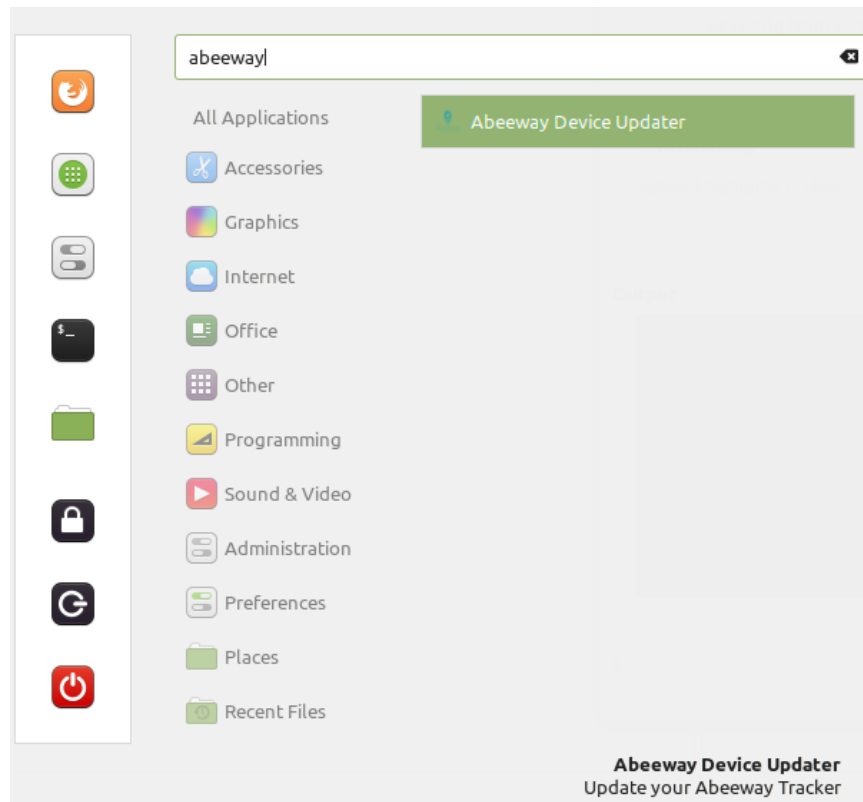 abeeway
All Applications
Abeeway Device Updater
Accessories
Graphics
Internet
$_
Office
Other
Programming
Sound & Video
Administration
Preferences
Places
Recent Files
Abeeway Device Updater
Update your Abeeway Tracker